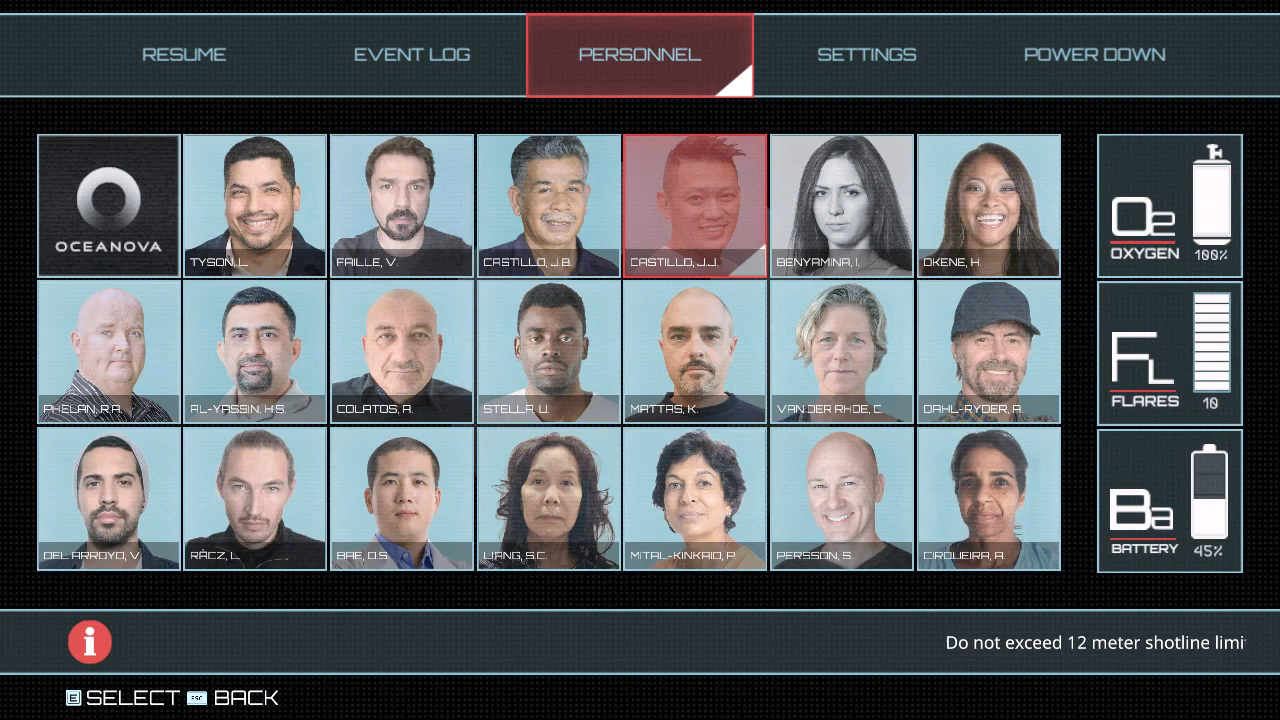 RESUME EVENT LOG PERSONNEL SETTINGS POWER DOWN
OCEANOVA
TYSON, L.
FAILLE, V.
CASTILLO, J.B.
CASTILLO, J.J.
BENYAMINA, I.
OKENE, H.
O2
OXYGEN
100%
PHELAN, R.A.
AL-YASSIN, H.S.
COLATOS, A.
STELLA, U.
MATTAS, K.
VAN DER RHOE, C.
DAHL-RYDER, A.
FL
FLARES
10
DEL ARROYO, V.
RÁCZ, L.
BAE, D.S.
LIANG, S.C.
MITAL-KINKAID, P.
PERSSON, S.
CIRQUEIRA, A.
Ba
BATTERY
45%
i
Do not exceed 12 meter shotline limi
E SELECT ESC BACK